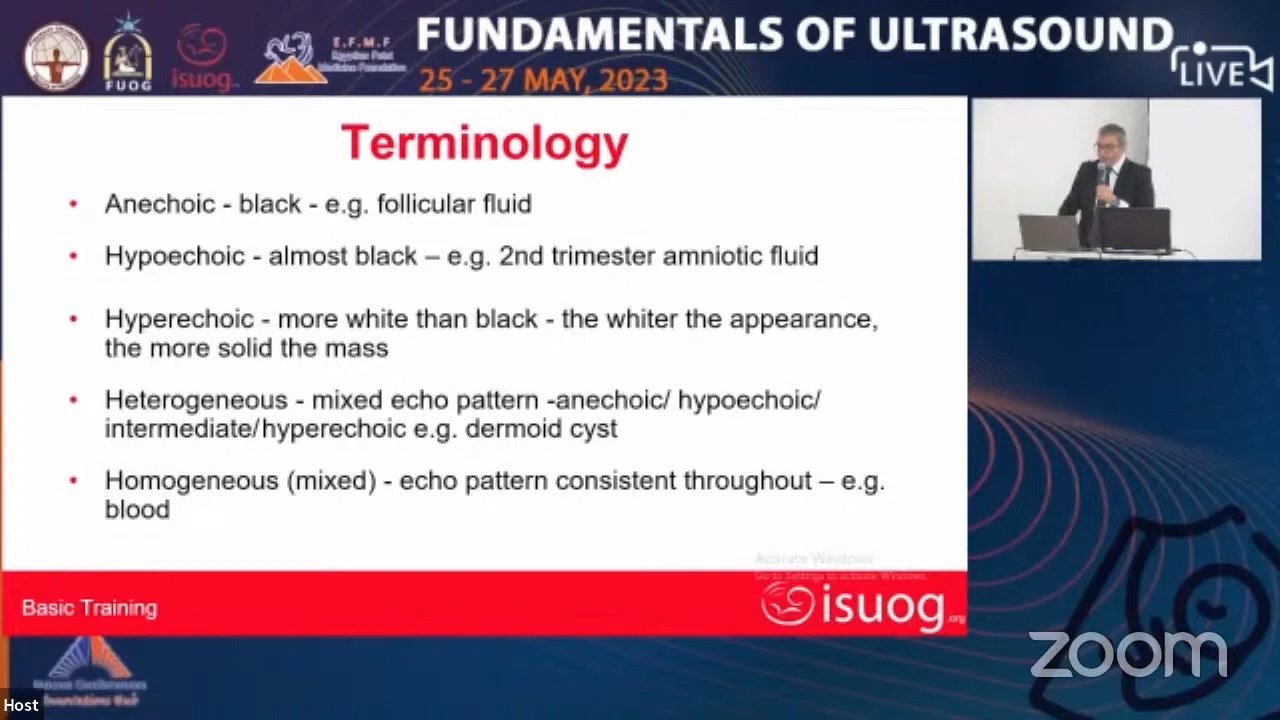 FUNDAMENTALS OF ULTRASOUND
25 - 27 MAY, 2023
LIVE
FUOG
isuog
E.F.M.F
Terminology
• Anechoic - black - e.g. follicular fluid
• Hypoechoic - almost black – e.g. 2nd trimester amniotic fluid
• Hyperechoic - more white than black - the whiter the appearance,
the more solid the mass
• Heterogeneous - mixed echo pattern -anechoic/ hypoechoic/
intermediate/hyperechoic e.g. dermoid cyst
• Homogeneous (mixed) - echo pattern consistent throughout – e.g.
blood
Activate Windows
Go to Settings to activate Windows.
Basic Training
isuog.org
zoom
Host